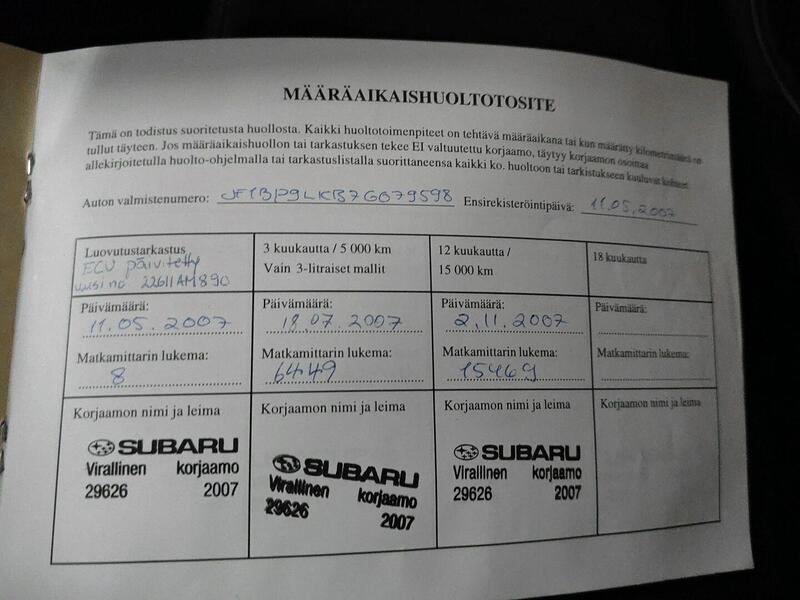 MÄÄRÄAIKAISHUOLTOTOSITE
Tämä on todistus suoritetusta huollosta. Kaikki huoltotoimenpiteet on tehtävä määräaikana tai kun määrätty kilometrimäärä on
tullut täyteen. Jos määräaikaishuollon tai tarkastuksen tekee EI valtuutettu korjaamo, täytyy korjaamon osoittaa
allekirjoitetulla huolto-ohjelmalla tai tarkastuslistalla suorittaneensa kaikki ko. huoltoon tai tarkistukseen kuuluvat kohteet.
Auton valmistenumero: JF1BP9LKB7G079598 Ensirekisteröintipäivä: 11.05.2007
Luovutustarkastus
ECU päivitetty
uusi no 22611AM890
3 kuukautta / 5 000 km
Vain 3-litraiset mallit
12 kuukautta /
15 000 km
18 kuukautta
Päivämäärä:
11.05.2007
Päivämäärä:
18.07.2007
Päivämäärä:
2.11.2007
Päivämäärä:
Matkamittarin lukema:
8
Matkamittarin lukema:
6449
Matkamittarin lukema:
15469
Matkamittarin lukema:
Korjaamon nimi ja leima
SUBARU
Virallinen korjaamo
29626 2007
Korjaamon nimi ja leima
SUBARU
Virallinen korjaamo
29626 2007
Korjaamon nimi ja leima
SUBARU
Virallinen korjaamo
29626 2007
Korjaamon nimi ja leima